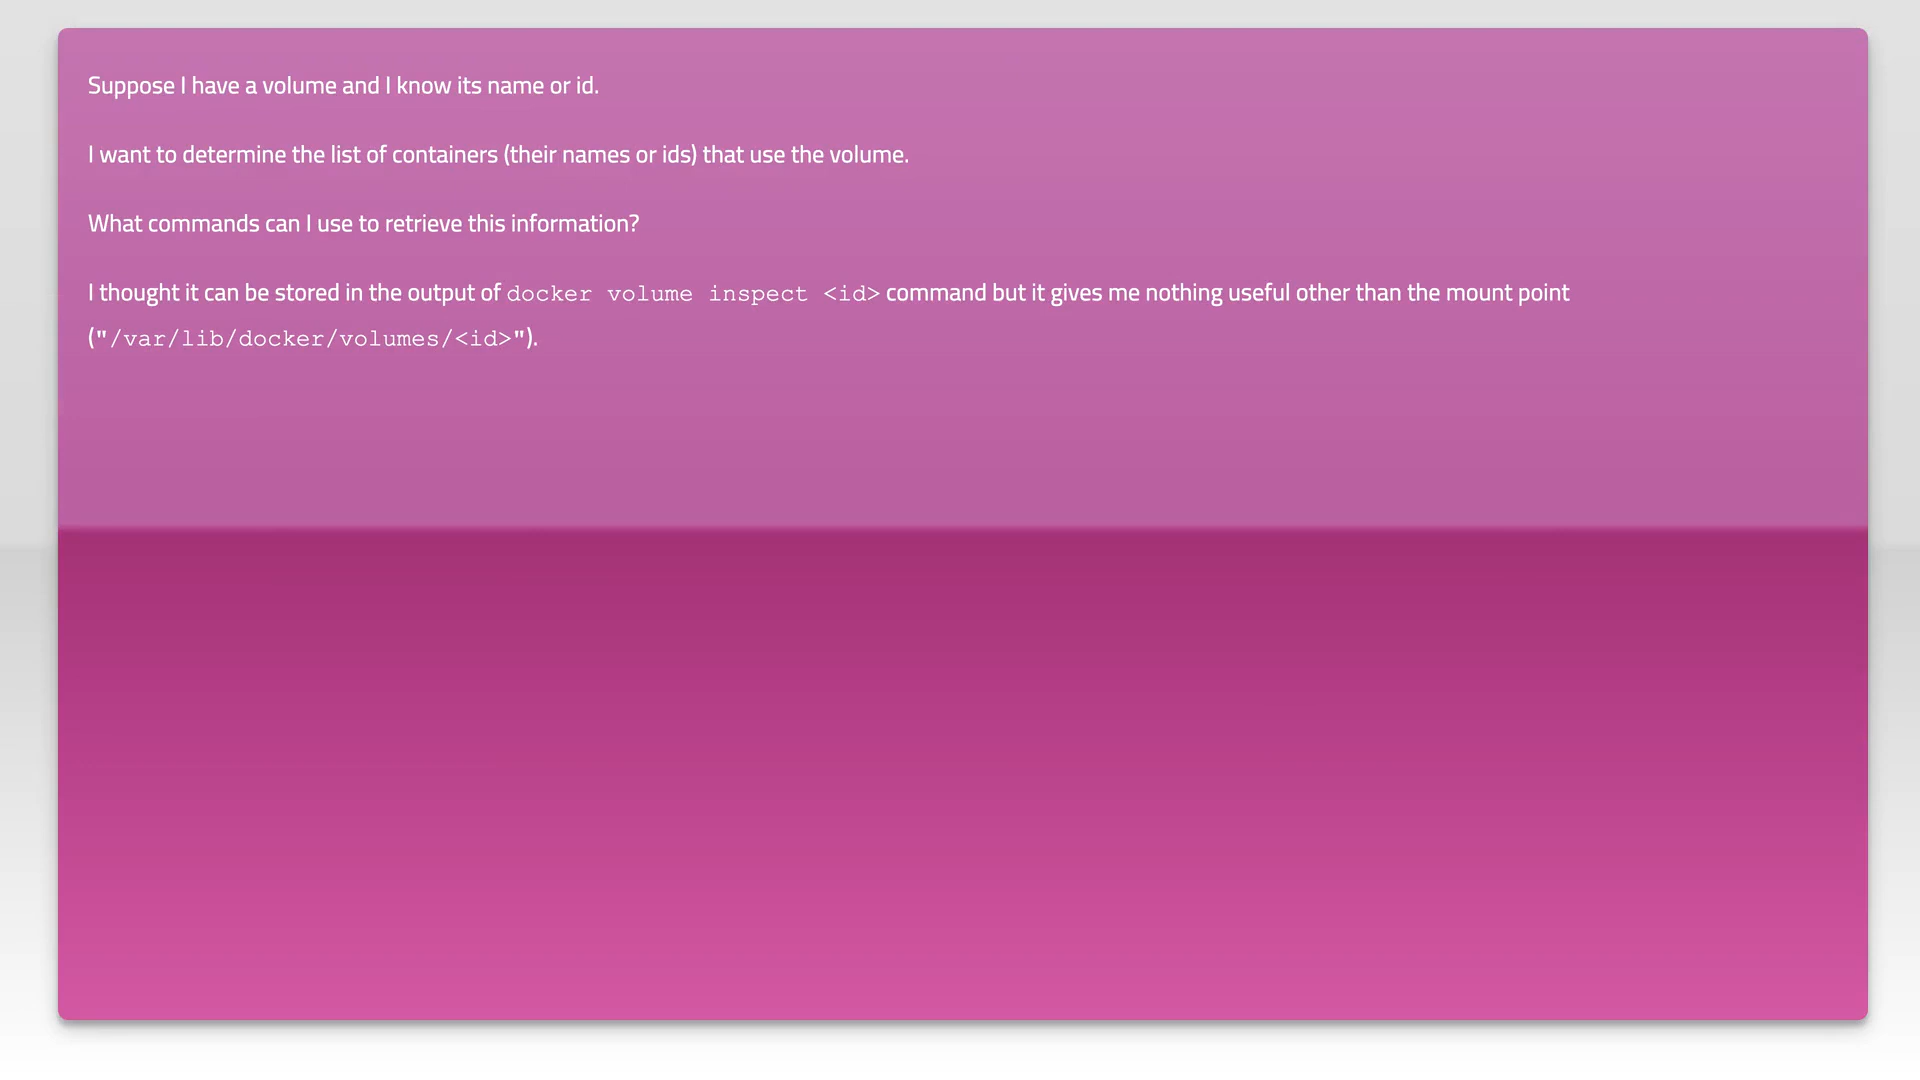 Suppose I have a volume and I know its name or id.
I want to determine the list of containers (their names or ids) that use the volume.
What commands can I use to retrieve this information?
I thought it can be stored in the output of docker volume inspect <id> command but it gives me nothing useful other than the mount point
("/var/lib/docker/volumes/<id>").